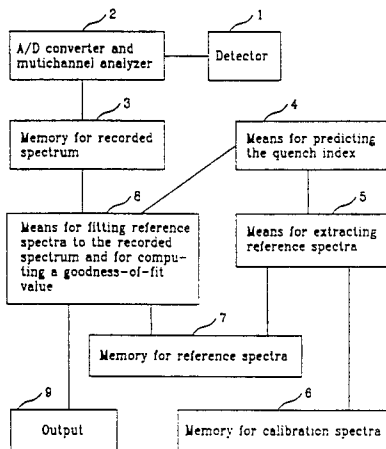 2
1
A/D converter and
mutichannel analyzer
Detector
3
4
Memory for recorded
spectrum
Means for predicting
the quench index
8
5
Means for fitting reference
spectra to the recorded
spectrum and for compu-
ting a goodness-of-fit
value
Means for extracting
reference spectra
7
Memory for reference spectra
9
6
Output
Memory for calibration spectra